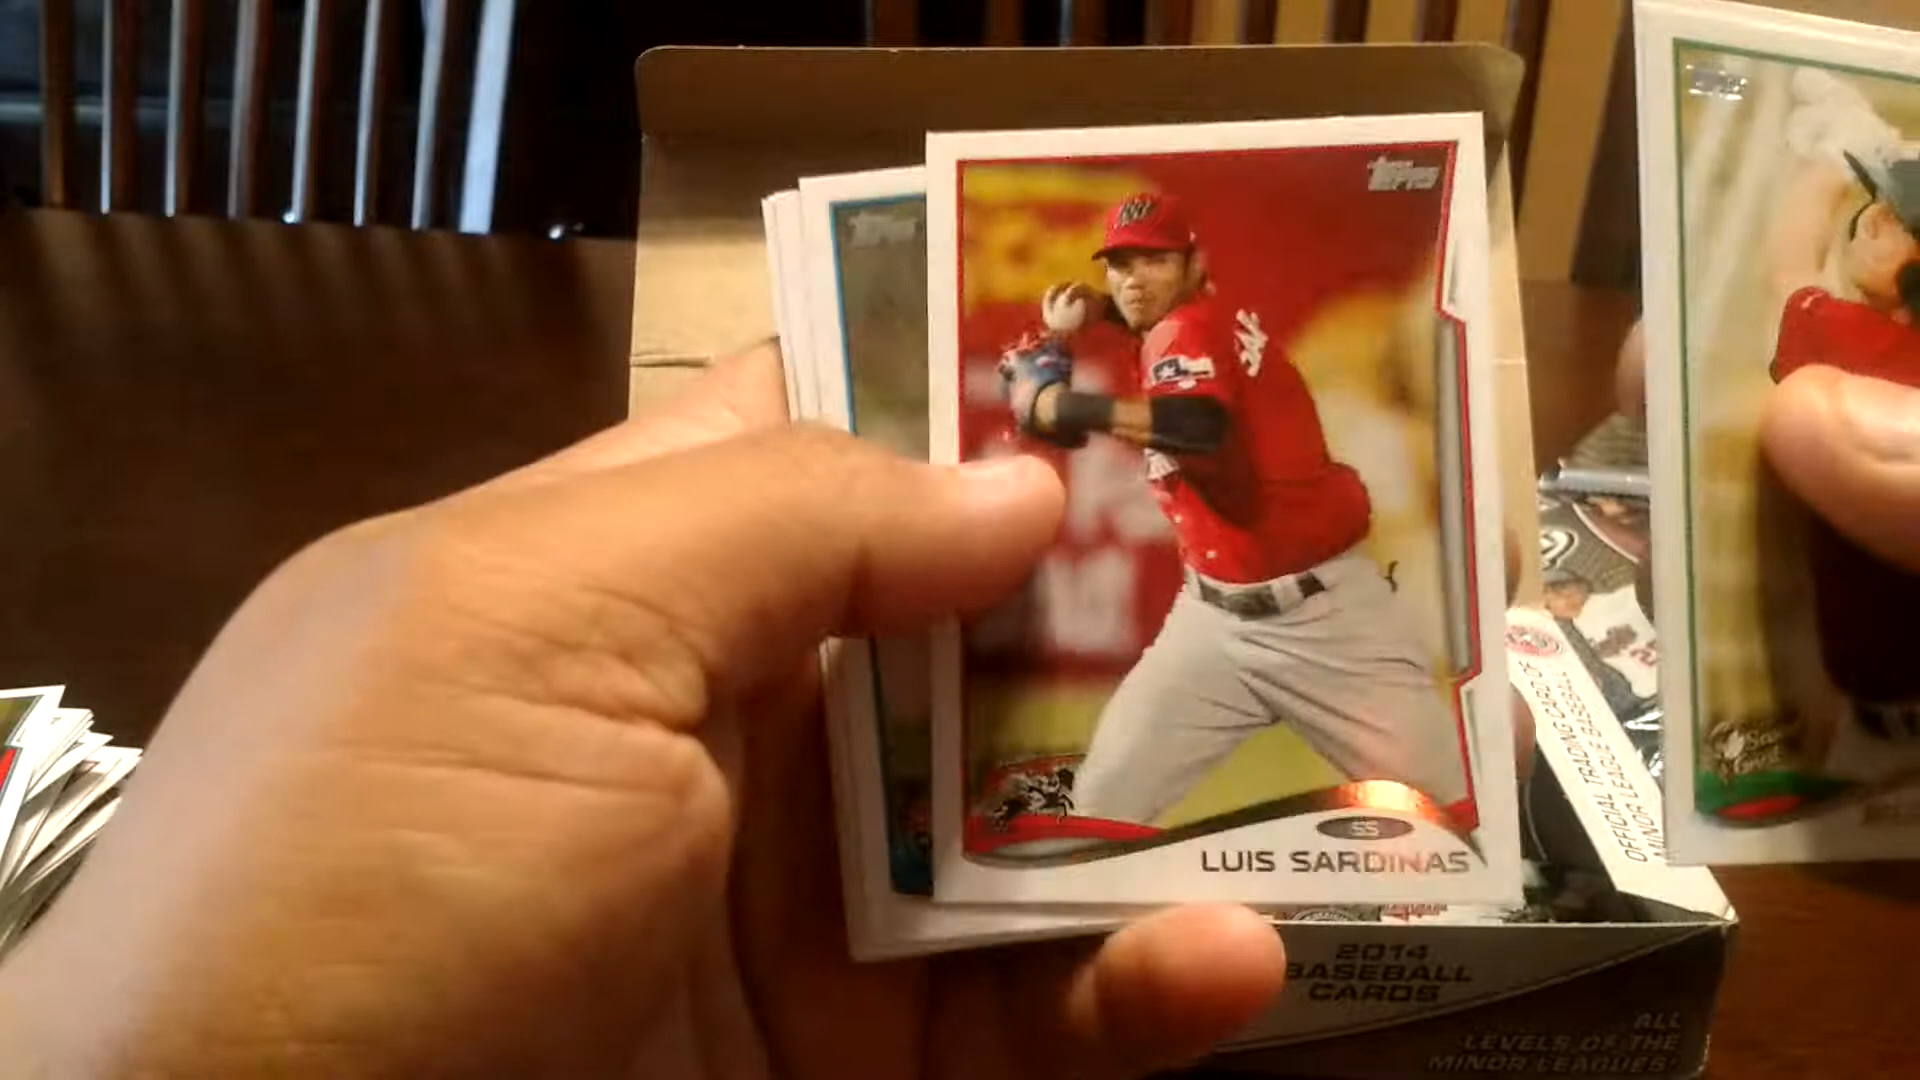 TOPPS
SS
LUIS SARDINAS
OFFICIAL TRADING CARD OF
MINOR LEAGUE BASEBALL
2014
BASEBALL
CARDS
ALL
LEVELS OF THE
MINOR LEAGUES!